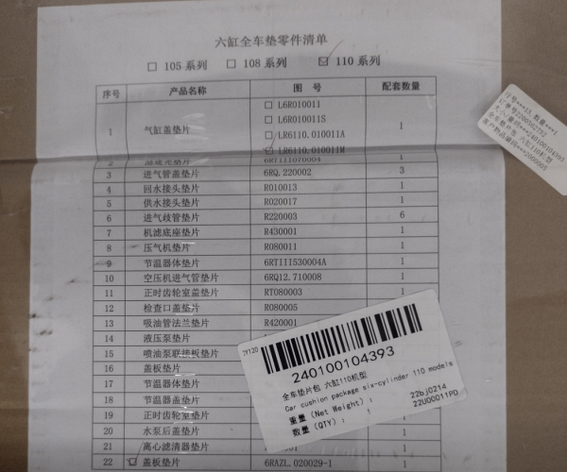 六缸全车垫零件清单
☐ 105 系列 ☐ 108 系列 ☑ 110 系列
序号 产品名称 图 号 配套数量
1 气缸盖垫片 ☐ L6R010011 1
☐ L6R010011S
☐ LR6110.010011A
☑ LR6110.010011M
2 6RT111070004 1
3 进气管盖垫片 6RQ.220002 3
4 回水接头垫片 R010013 1
5 供水接头垫片 R020017 1
6 进气歧管垫片 R220003 6
7 机滤底座垫片 R430001 1
8 压气机垫片 R080011 1
9 节温器体垫片 6RT111530004A 1
10 空压机进气管垫片 6RQ12.710008 1
11 正时齿轮室盖垫片 RT080003 1
12 检查口盖垫片 R080005 1
13 吸油管法兰垫片 R420001
14 液压泵垫片
15 喷油泵联接板垫片
16 盖板垫片
17 节温器体垫片
18 节温器盖垫片
19 正时齿轮室垫片
20 水泵后盖垫片
21 离心滤清器垫片
22 ☐ 盖板垫片 6RAZL.020029-1 1
240100104393
全车垫片包 六缸110机型
Car cushion package six-cylinder 110 models
重量 (Net Weight): 22bj0214
数量 (QTY): 1 22U00011PD